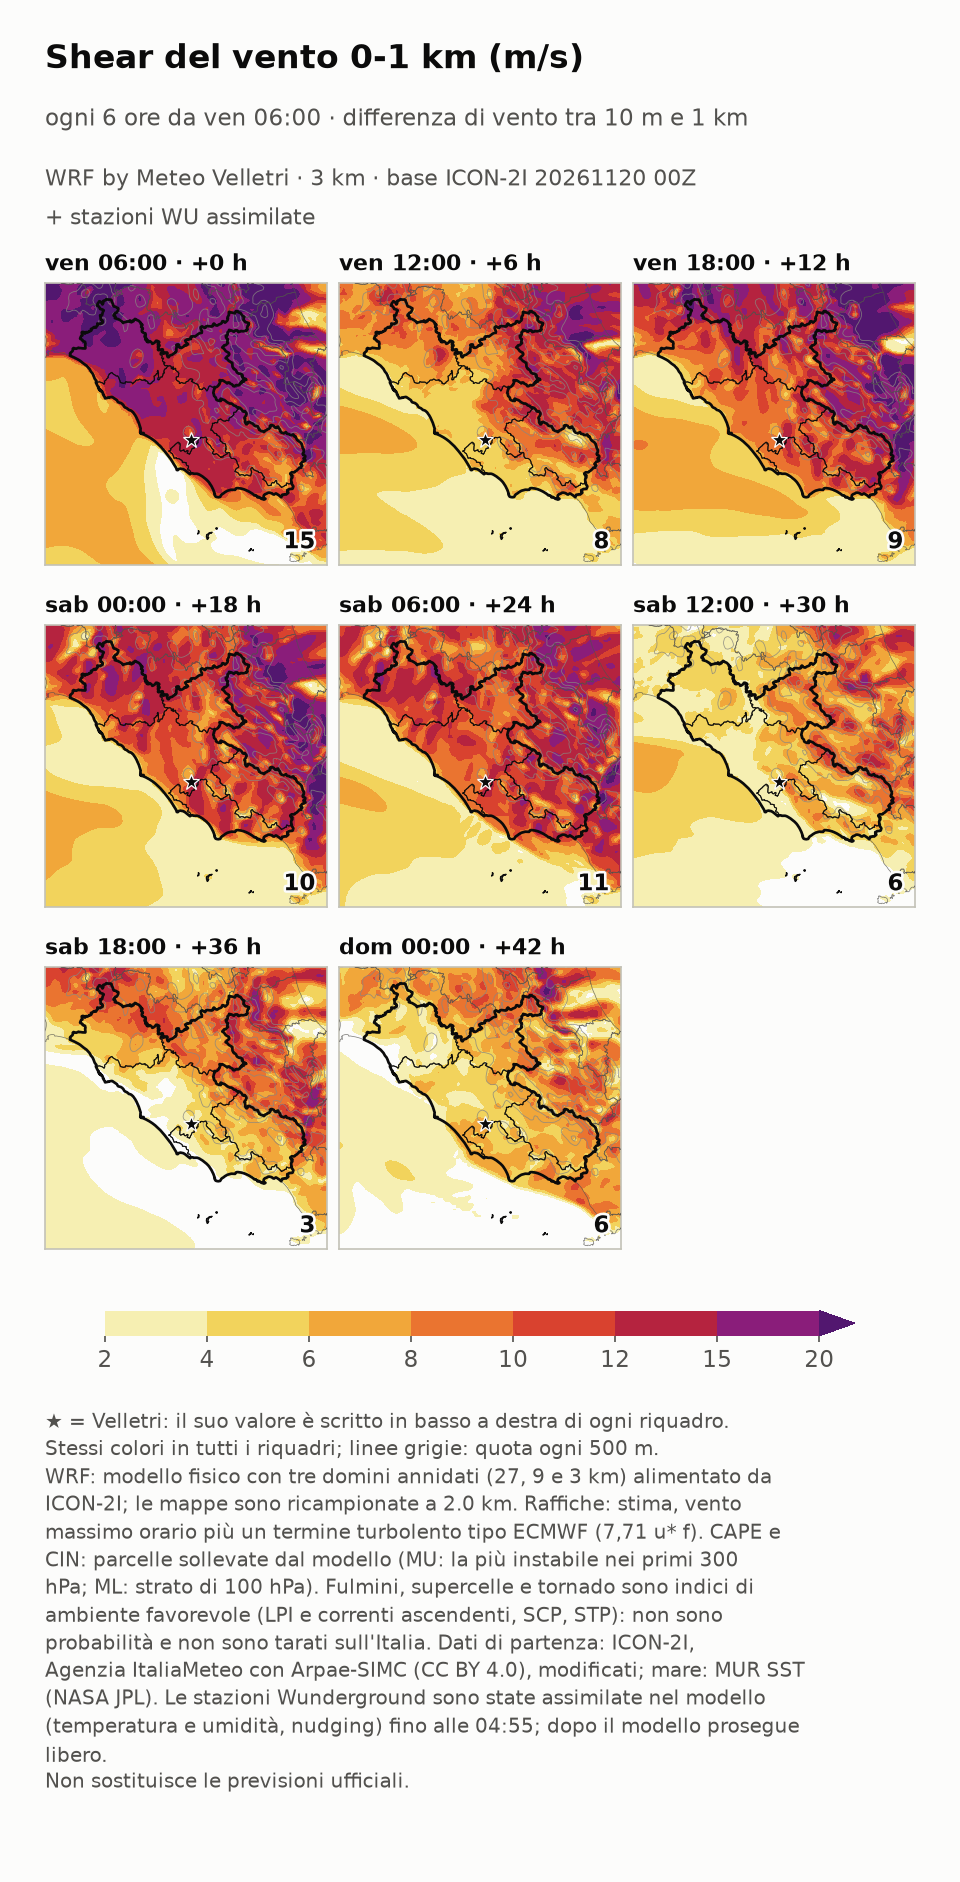 Shear del vento 0-1 km (m/s)
ogni 6 ore da ven 06:00 · differenza di vento tra 10 m e 1 km
WRF by Meteo Velletri · 3 km · base ICON-2I 20261120 00Z
+ stazioni WU assimilate
ven 06:00 · +0 h
ven 12:00 · +6 h
ven 18:00 · +12 h
15
8
9
sab 00:00 · +18 h
sab 06:00 · +24 h
sab 12:00 · +30 h
10
11
6
sab 18:00 · +36 h
dom 00:00 · +42 h
3
6
2 4 6 8 10 12 15 20
★ = Velletri: il suo valore è scritto in basso a destra di ogni riquadro.
Stessi colori in tutti i riquadri; linee grigie: quota ogni 500 m.
WRF: modello fisico con tre domini annidati (27, 9 e 3 km) alimentato da
ICON-2I; le mappe sono ricampionate a 2.0 km. Raffiche: stima, vento
massimo orario più un termine turbolento tipo ECMWF (7,71 u* f). CAPE e
CIN: parcelle sollevate dal modello (MU: la più instabile nei primi 300
hPa; ML: strato di 100 hPa). Fulmini, supercelle e tornado sono indici di
ambiente favorevole (LPI e correnti ascendenti, SCP, STP): non sono
probabilità e non sono tarati sull'Italia. Dati di partenza: ICON-2I,
Agenzia ItaliaMeteo con Arpae-SIMC (CC BY 4.0), modificati; mare: MUR SST
(NASA JPL). Le stazioni Wunderground sono state assimilate nel modello
(temperatura e umidità, nudging) fino alle 04:55; dopo il modello prosegue
libero.
Non sostituisce le previsioni ufficiali.